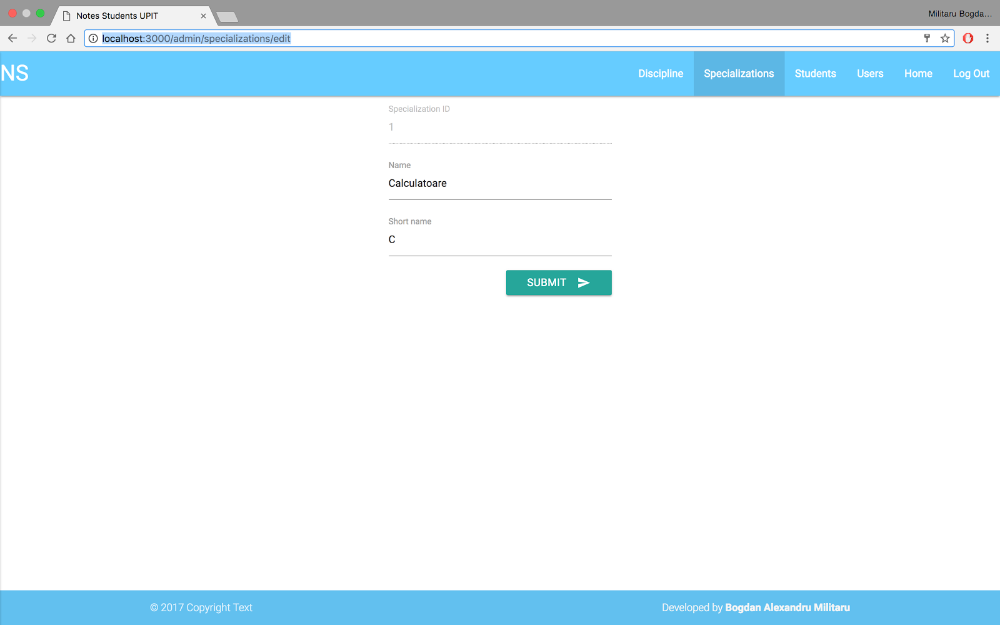 Notes Students UPIT
Militaru Bogda...
localhost:3000/admin/specializations/edit
NS
Discipline
Specializations
Students
Users
Home
Log Out
Specialization ID
1
Name
Calculatoare
Short name
C
SUBMIT
© 2017 Copyright Text
Developed by Bogdan Alexandru Militaru